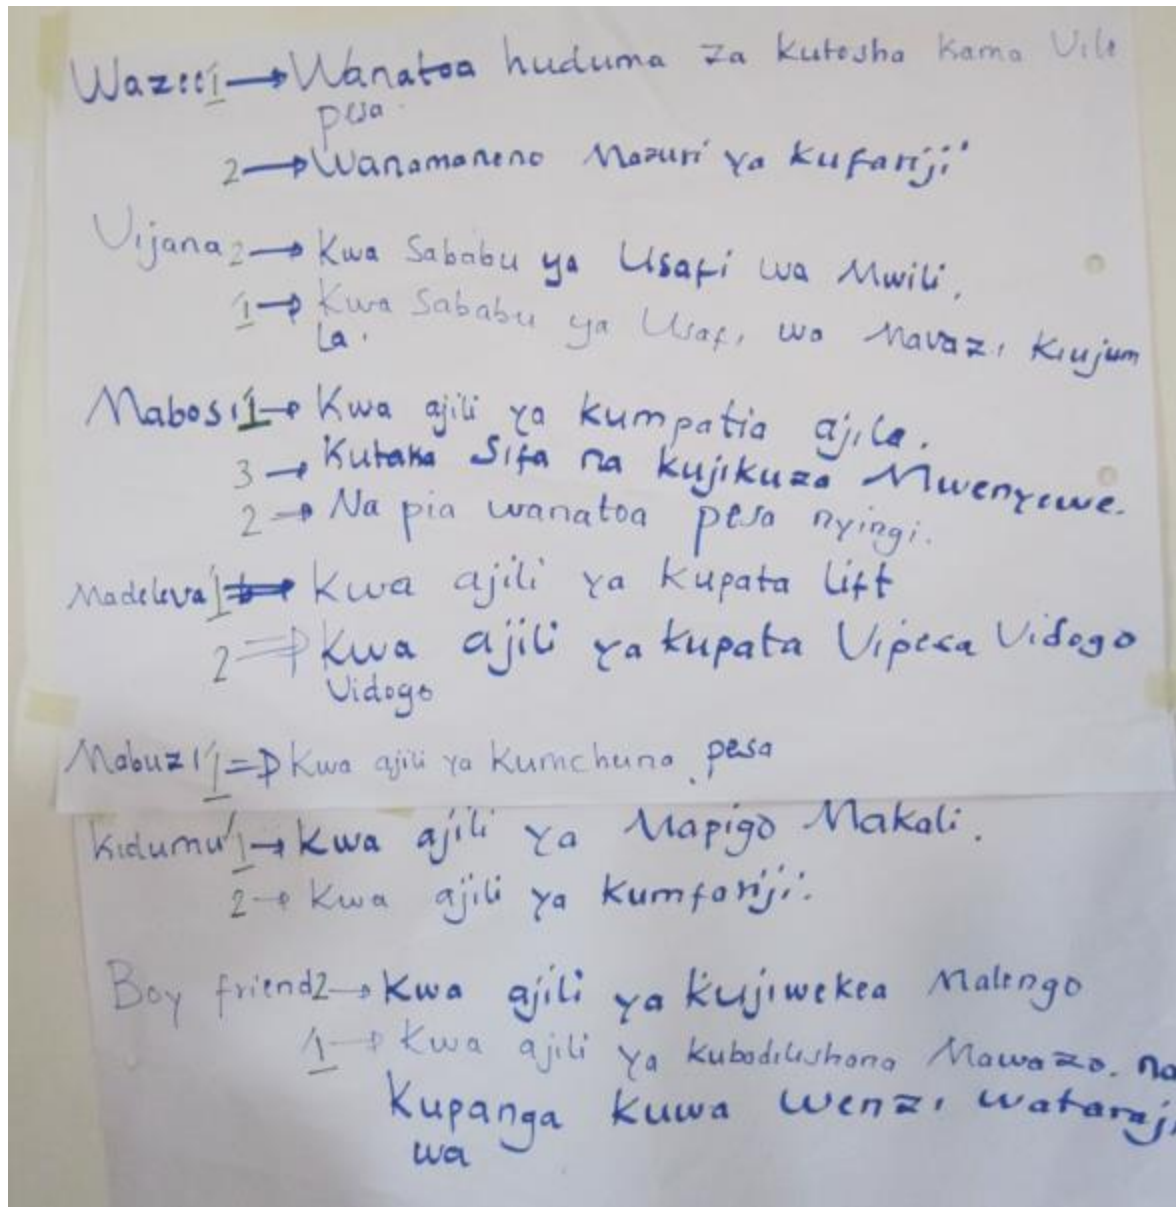 Wazee 1 → Wanatoa huduma za kutosha kama Vile
pesa.
2 → Wanamaneno Mazuri ya kufariji
Vijana 2 → Kwa Sababu ya Usafi wa Mwili.
1 → Kwa Sababu ya Usafi wa Mavazi Kiujum
la.
Mabosi 1 → Kwa ajili ya kumpatia ajila.
3 → Kutaka Sifa na kujikuza Mwenyewe.
2 → Na pia wanatoa pesa nyingi.
Madeleva 1 → Kwa ajili ya kupata Lift
2 ⇒ Kwa ajili ya kupata Vipesa Vidogo
Vidogo
Mabuzi 1 ⇒ Kwa ajili ya Kumchuna pesa
Kidumu 1 → Kwa ajili ya Mapigo Makali.
2 → Kwa ajili ya Kumfariji.
Boy friend 2 → Kwa ajili ya kujiwekea Malengo
1 → Kwa ajili ya kubadilishana Mawazo. na
Kupanga kuwa Wenzi wataraji
wa